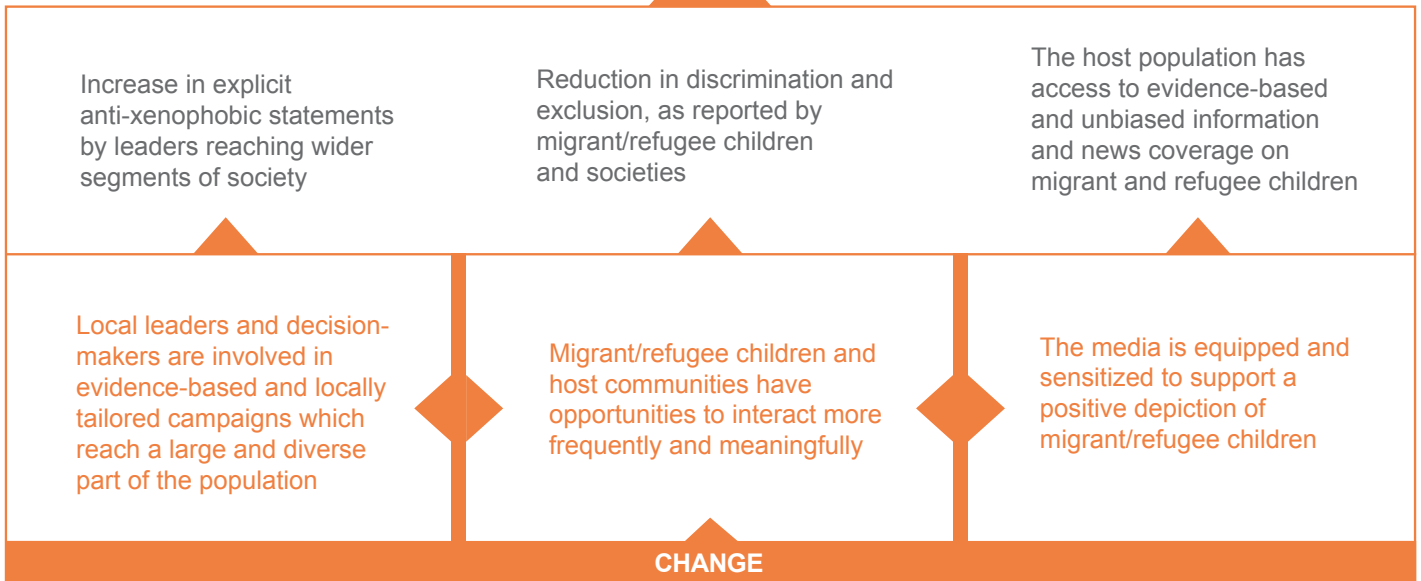 Increase in explicit
anti-xenophobic statements
by leaders reaching wider
segments of society
Reduction in discrimination and
exclusion, as reported by
migrant/refugee children
and societies
The host population has
access to evidence-based
and unbiased information
and news coverage on
migrant and refugee children
Local leaders and decision-
makers are involved in
evidence-based and locally
tailored campaigns which
reach a large and diverse
part of the population
Migrant/refugee children and
host communities have
opportunities to interact more
frequently and meaningfully
The media is equipped and
sensitized to support a
positive depiction of
migrant/refugee children
CHANGE